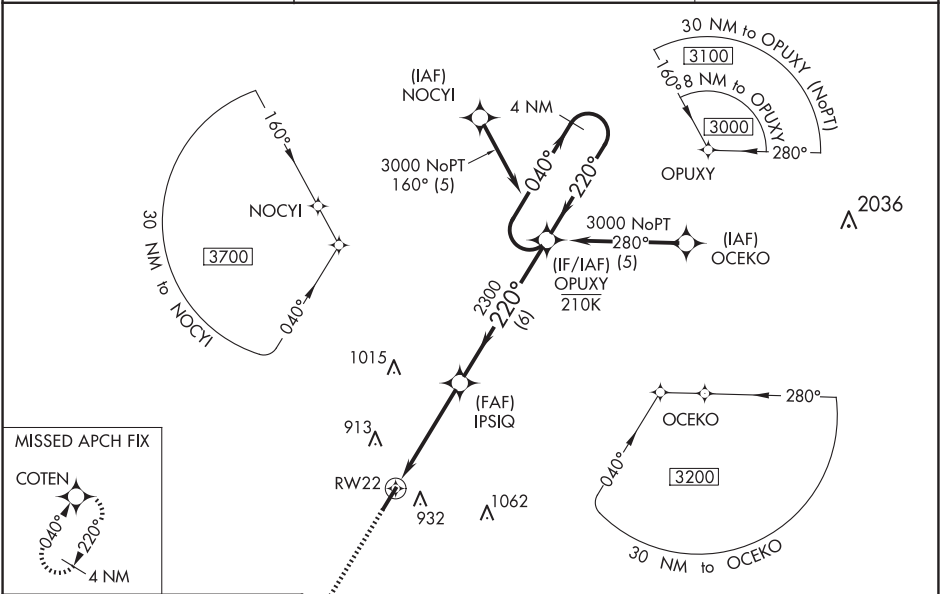 (IAF)
NOCYI
4 NM
3000 NoPT
160° (5)
040°
220°
30 NM to OPUXY (NoPT)
3100
160°
8 NM to OPUXY
3000
280°
OPUXY
2036
160°
NOCYI
3700
30 NM to NOCYI
040°
3000 NoPT
280°
(5)
(IAF)
OCEKO
(IF/IAF)
OPUXY
210K
2300
220°
(6)
1015
(FAF)
IPSIQ
913
RW22
932
1062
280°
OCEKO
040°
3200
30 NM to OCEKO
MISSED APCH FIX
COTEN
040°
220°
4 NM